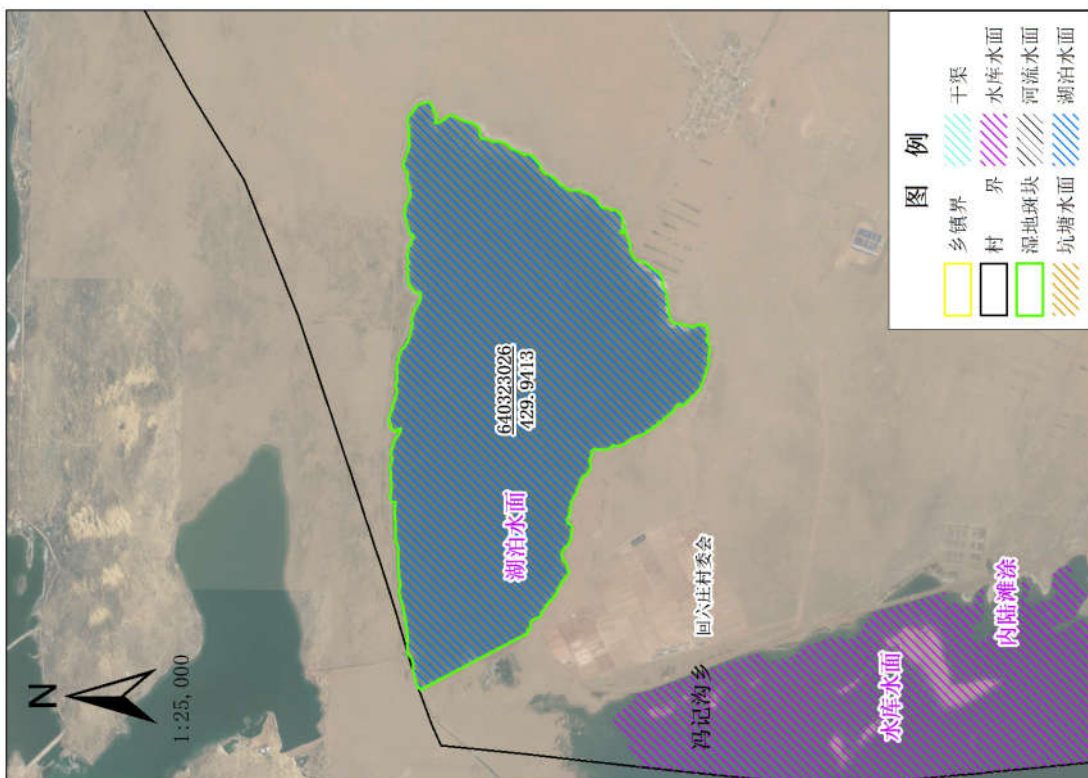 N
1:25,000
640323026
429.9413
湖泊水面
回六庄村委会
冯记沟乡
水库水面
内陆滩涂
图 例
乡镇界 干渠
村 界 水库水面
湿地斑块 河流水面
坑塘水面 湖泊水面